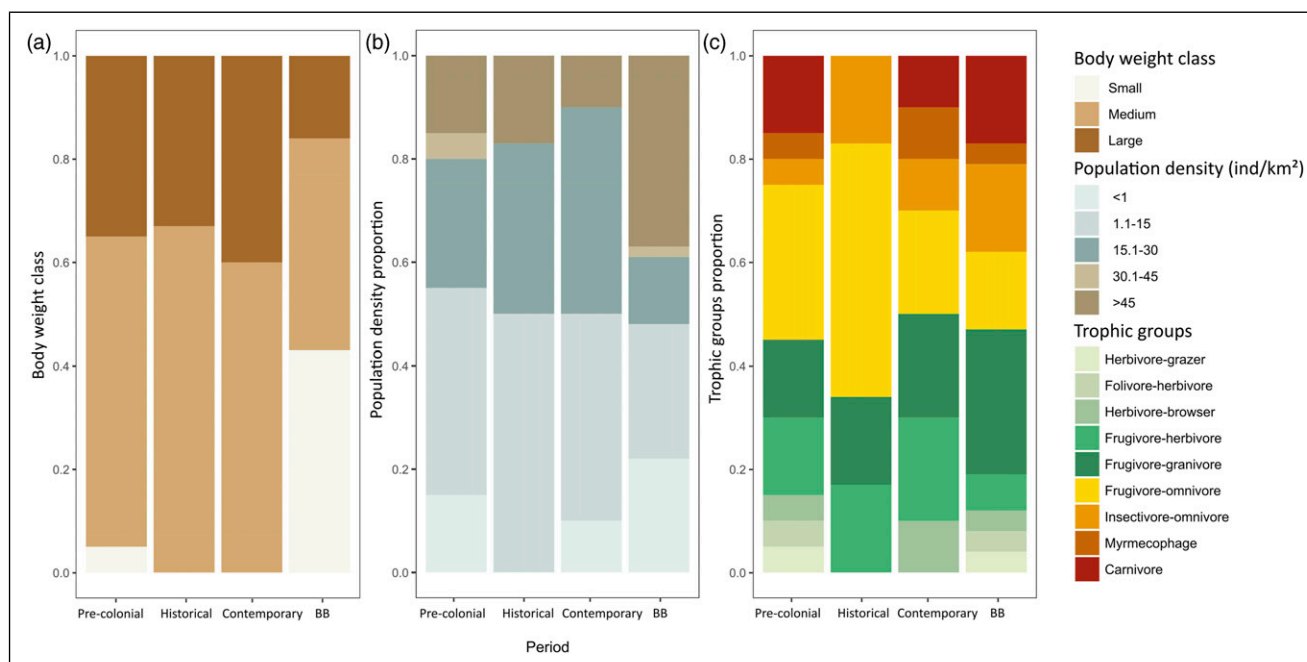 (a)
Body weight class
1.0
0.8
0.6
0.4
0.2
0.0
Pre-colonial Historical Contemporary BB
(b)
Population density proportion
1.0
0.8
0.6
0.4
0.2
0.0
Pre-colonial Historical Contemporary BB
Period
(c)
Trophic groups proportion
1.0
0.8
0.6
0.4
0.2
0.0
Pre-colonial Historical Contemporary BB
Body weight class
Small
Medium
Large
Population density (ind/km²)
<1
1.1-15
15.1-30
30.1-45
>45
Trophic groups
Herbivore-grazer
Folivore-herbivore
Herbivore-browser
Frugivore-herbivore
Frugivore-granivore
Frugivore-omnivore
Insectivore-omnivore
Myrmecophage
Carnivore